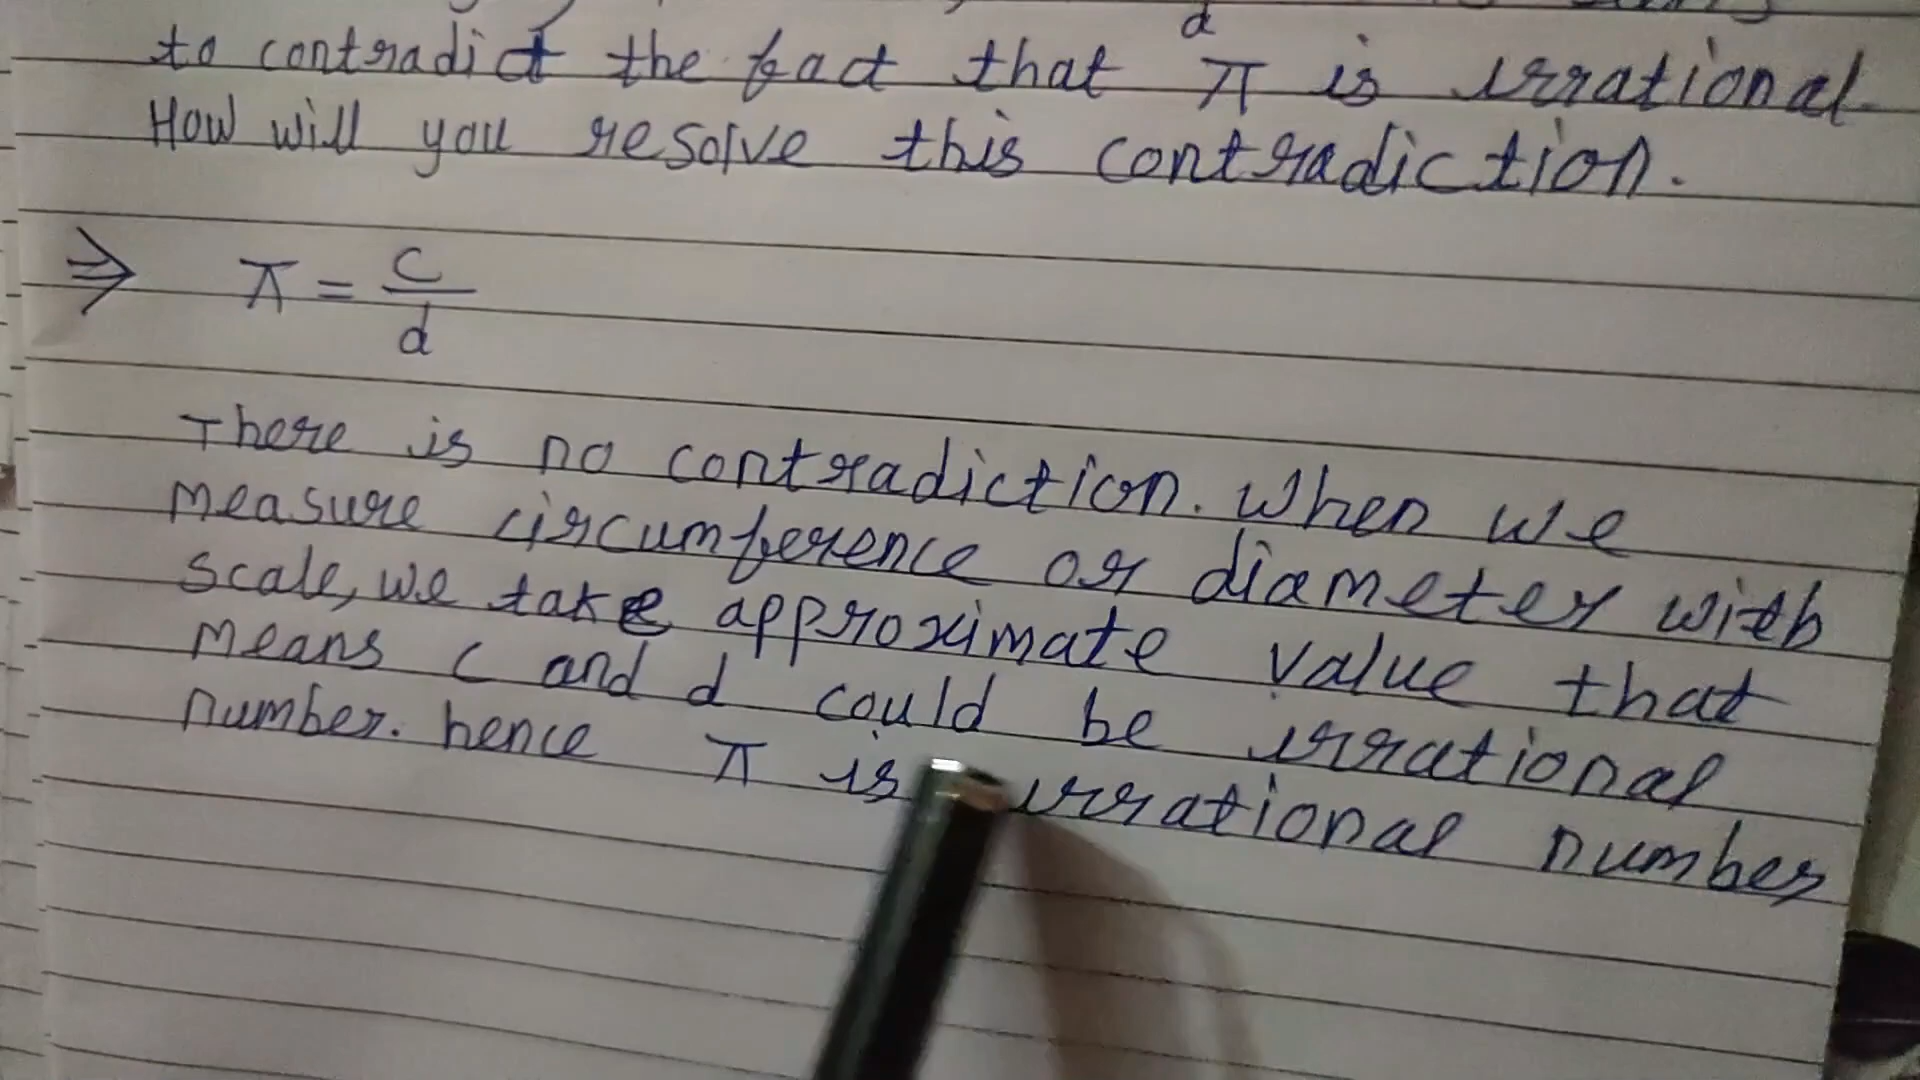 d
to contradict the fact that π is irrational.
How will you resolve this contradiction.
⇒ π = c/d
There is no contradiction. When we
measure circumference or diameter with
scale, we take approximate value that
means c and d could be irrational
number. hence π is irrational number